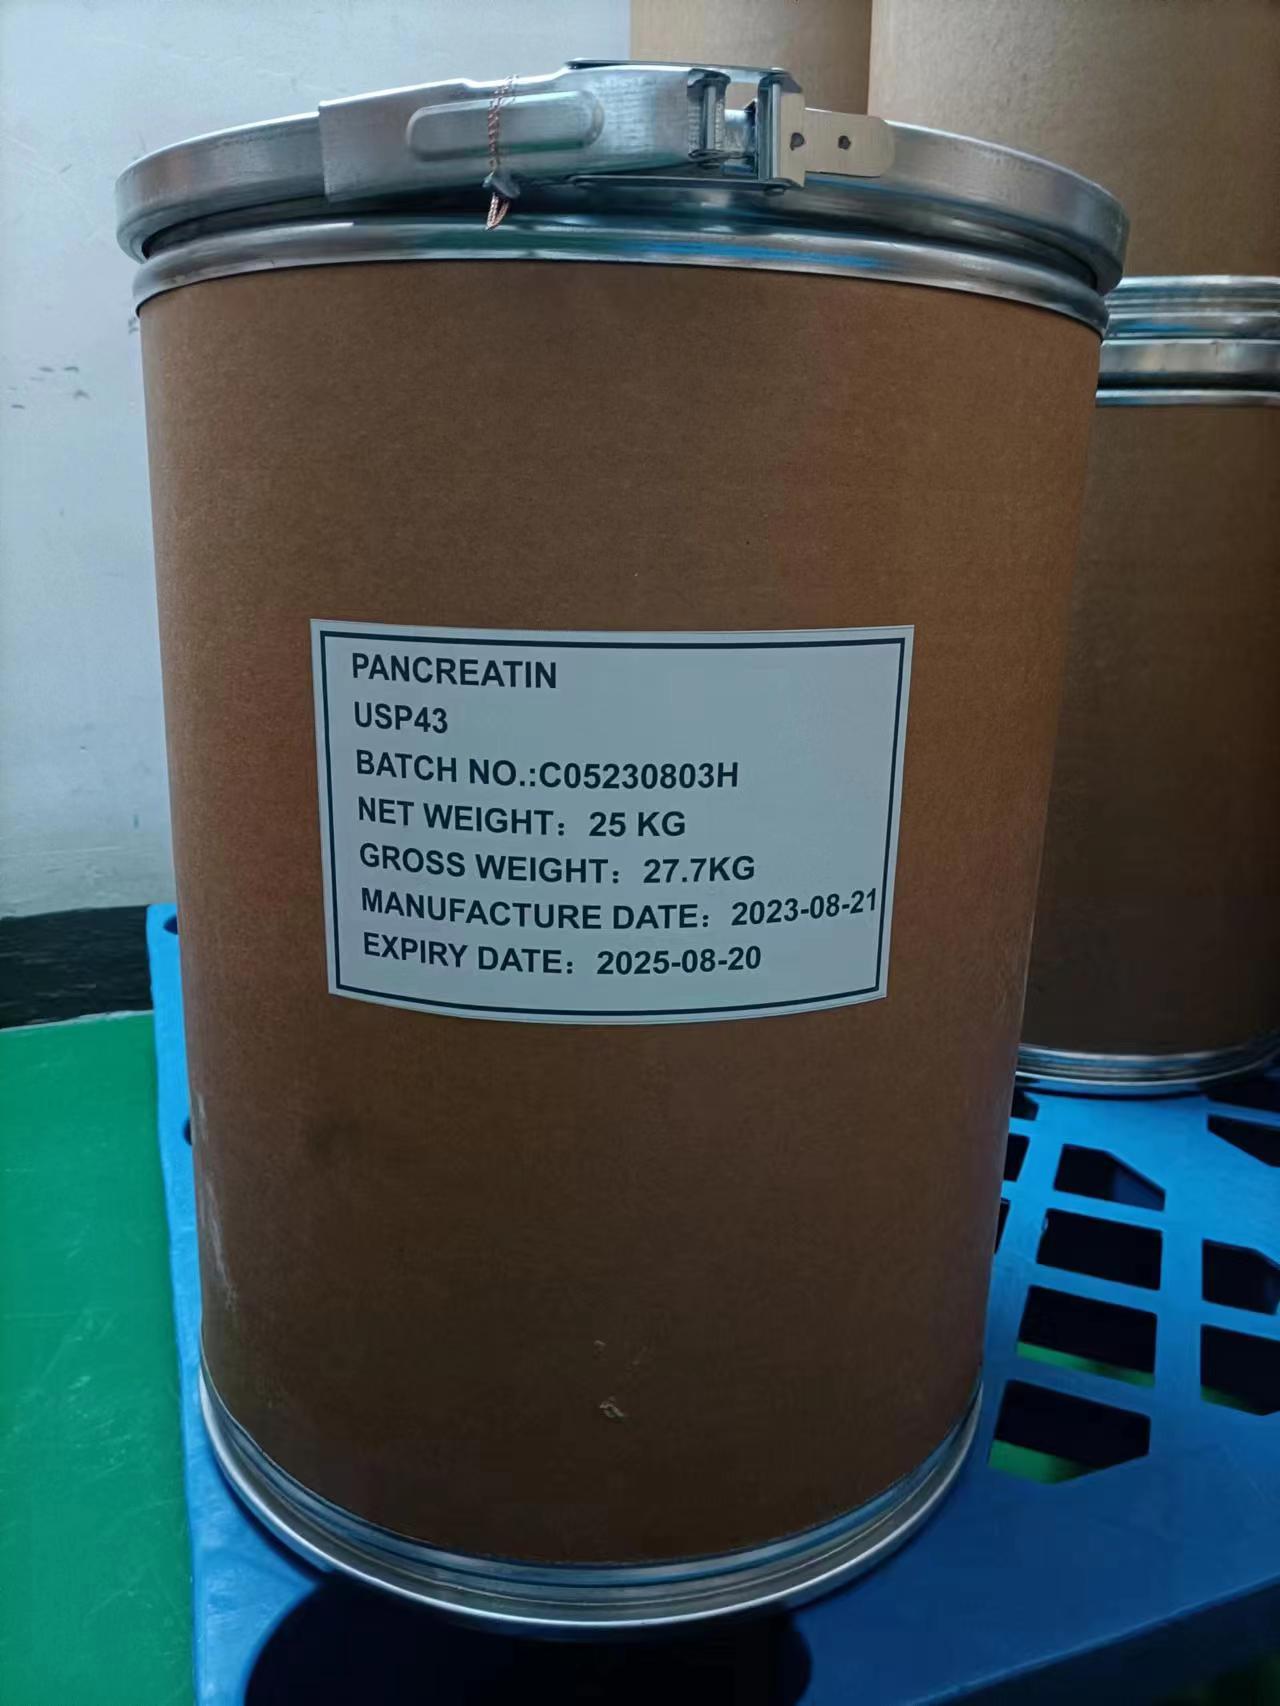 PANCREATIN
USP43
BATCH NO.:C05230803H
NET WEIGHT：25 KG
GROSS WEIGHT：27.7KG
MANUFACTURE DATE：2023-08-21
EXPIRY DATE：2025-08-20